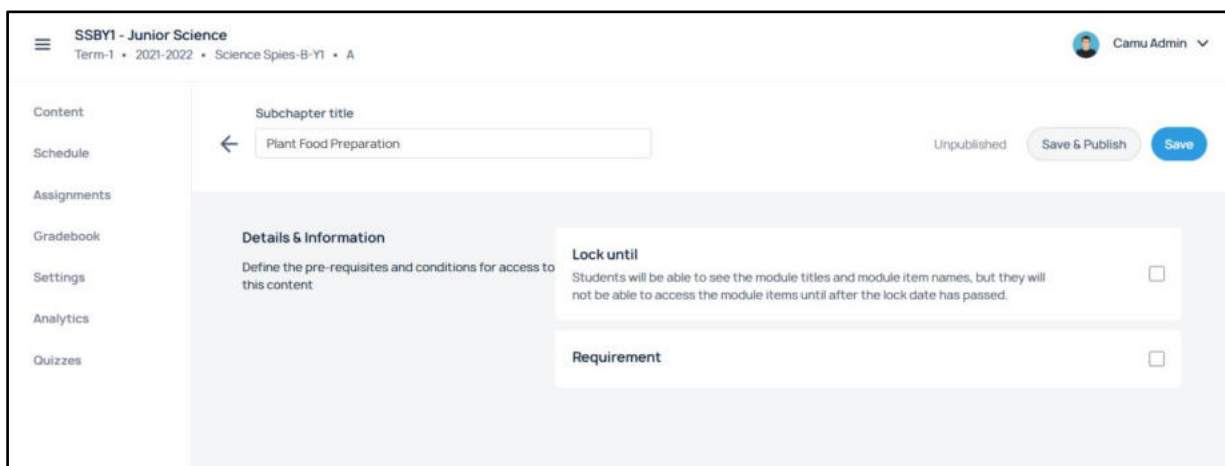 SSBY1 - Junior Science
Term-1 • 2021-2022 • Science Spies-B-Y1 • A
Camu Admin
Content
Schedule
Assignments
Gradebook
Settings
Analytics
Quizzes
Subchapter title
Plant Food Preparation
Unpublished
Save & Publish
Save
Details & Information
Define the pre-requisites and conditions for access to
this content
Lock until
Students will be able to see the module titles and module item names, but they will
not be able to access the module items until after the lock date has passed.
Requirement